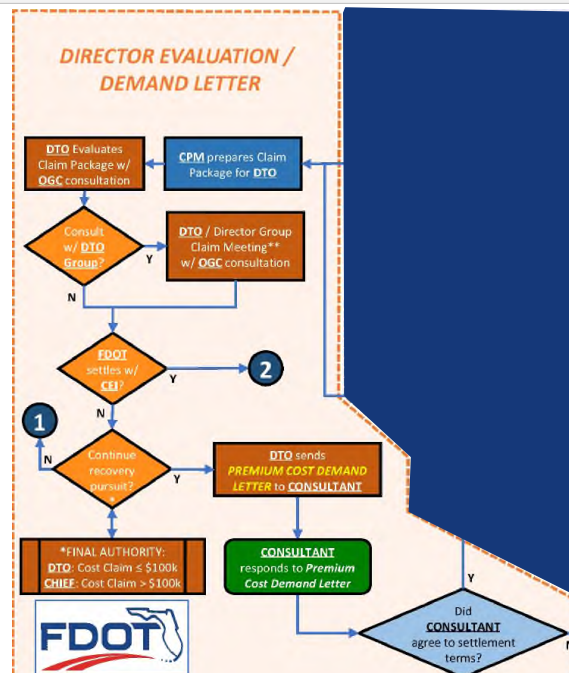 DIRECTOR EVALUATION /
DEMAND LETTER
DTO Evaluates
Claim Package w/
OGC consultation
CPM prepares Claim
Package for DTO
Consult
w/ DTO
Group?
Y
N
DTO / Director Group
Claim Meeting**
w/ OGC consultation
FDOT
settles w/
CEI?
Y
2
N
1
Continue
recovery
pursuit?
*
N
Y
DTO sends
PREMIUM COST DEMAND
LETTER to CONSULTANT
*FINAL AUTHORITY:
DTO: Cost Claim ≤ $100k
CHIEF: Cost Claim > $100k
CONSULTANT
responds to Premium
Cost Demand Letter
Y
Did
CONSULTANT
agree to settlement
terms?
FDOT